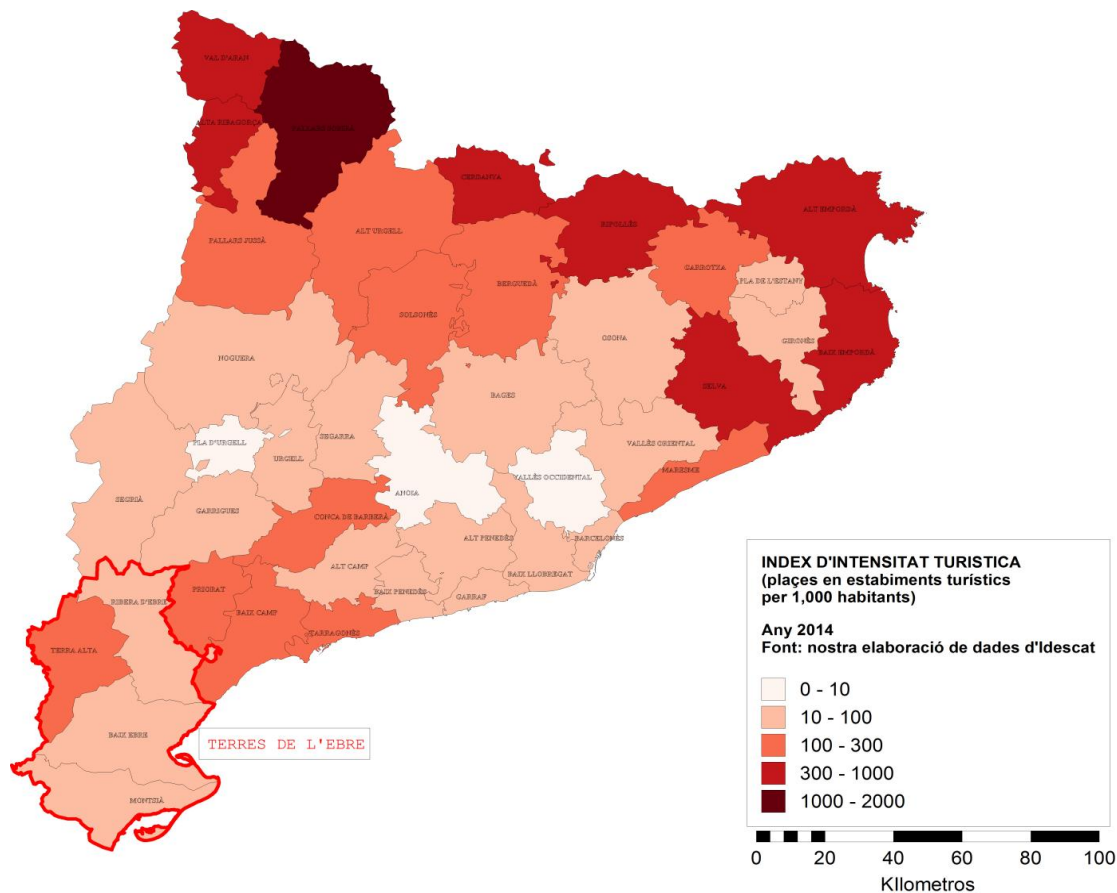 VAL D'ARAN
ALTA RIBAGORÇA
PALLARS SOBIRÀ
CERDANYA
RIPOLLÈS
ALT EMPORDÀ
PALLARS JUSSÀ
ALT URGELL
BERGUEDÀ
GARROTXA
PLA DE L'ESTANY
SOLSONÈS
OSONA
GIRONÈS
BAIX EMPORDÀ
NOGUERA
SELVA
BAGES
PLA D'URGELL
URGELL
SEGARRA
VALLÈS ORIENTAL
MARESME
VALLÈS OCCIDENTAL
SEGRIÀ
ANOIA
GARRIGUES
CONCA DE BARBERÀ
ALT PENEDÈS
BARCELONÈS
ALT CAMP
BAIX LLOBREGAT
PRIORAT
BAIX PENEDÈS
GARRAF
RIBERA D'EBRE
BAIX CAMP
TARRAGONÈS
TERRA ALTA
BAIX EBRE
MONTSIÀ
TERRES DE L'EBRE
INDEX D'INTENSITAT TURISTICA
(plaçes en estabiments turístics
per 1,000 habitants)
Any 2014
Font: nostra elaboració de dades d'Idescat
0 - 10
10 - 100
100 - 300
300 - 1000
1000 - 2000
0 20 40 60 80 100
KIlometros